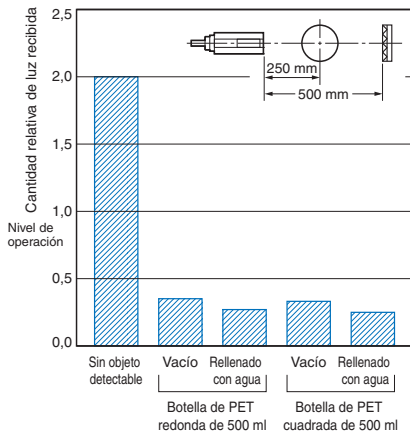 Cantidad relativa de luz recibida
2,5
2,0
1,5
1,0
Nivel de
operación
0,5
0,0
250 mm
500 mm
Sin objeto
detectable
Vacío
Rellenado
con agua
Vacío
Rellenado
con agua
Botella de PET
redonda de 500 ml
Botella de PET
cuadrada de 500 ml